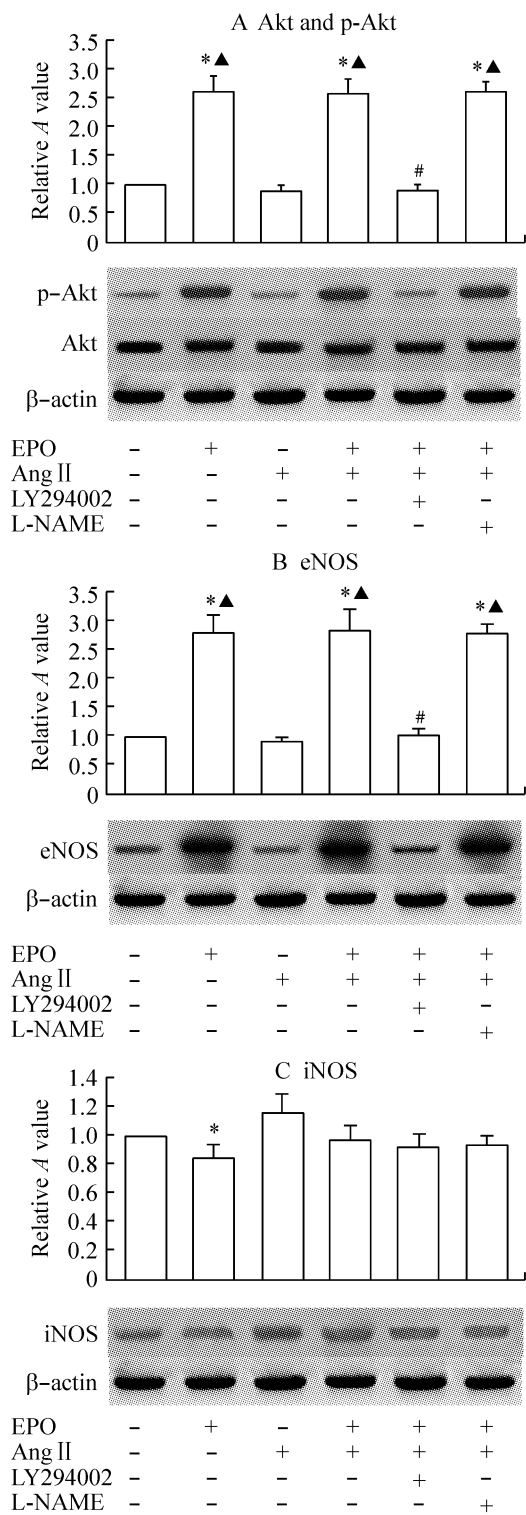 A Akt and p-Akt
Relative A value
3.5
3.0
2.5
2.0
1.5
1.0
0.5
0
*▲ *▲ # *▲
p-Akt
Akt
β-actin
EPO - + - + + +
Ang Ⅱ - - + + + +
LY294002 - - - - + -
L-NAME - - - - - +
B eNOS
Relative A value
3.5
3.0
2.5
2.0
1.5
1.0
0.5
0
*▲ *▲ # *▲
eNOS
β-actin
EPO - + - + + +
Ang Ⅱ - - + + + +
LY294002 - - - - + -
L-NAME - - - - - +
C iNOS
Relative A value
1.4
1.2
1.0
0.8
0.6
0.4
0.2
0
*
iNOS
β-actin
EPO - + - + + +
Ang Ⅱ - - + + + +
LY294002 - - - - + -
L-NAME - - - - - +